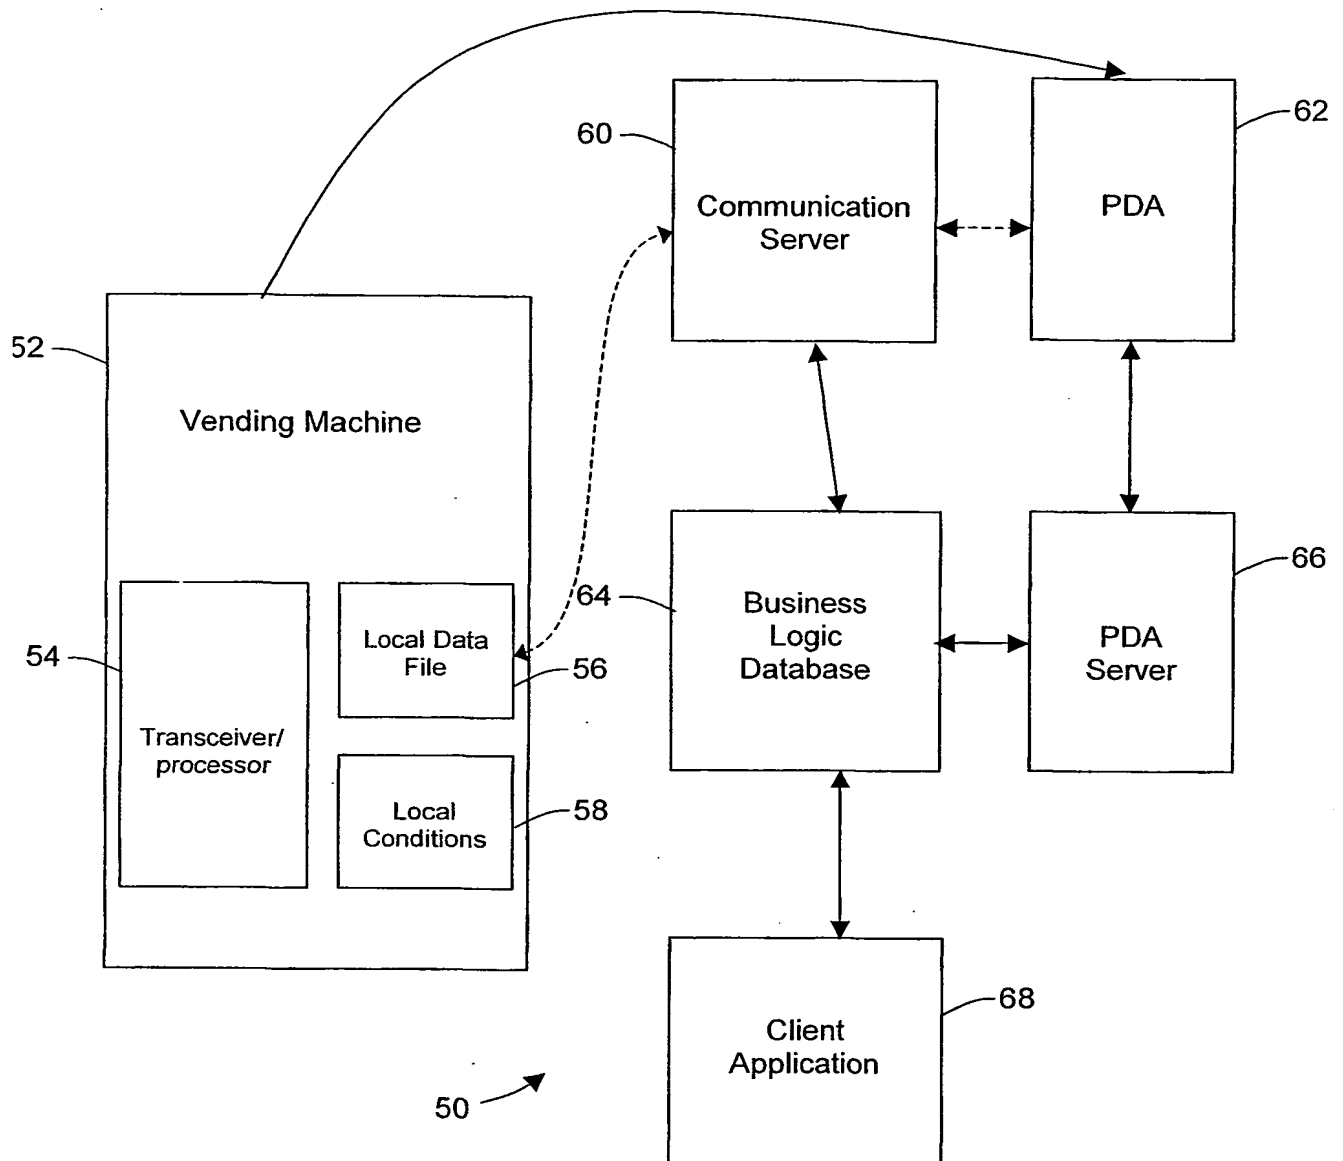 60
62
Communication
Server
PDA
52
Vending Machine
64
Business
Logic
Database
66
PDA
Server
54
Local Data
File
56
Transceiver/
processor
Local
Conditions
58
68
Client
Application
50